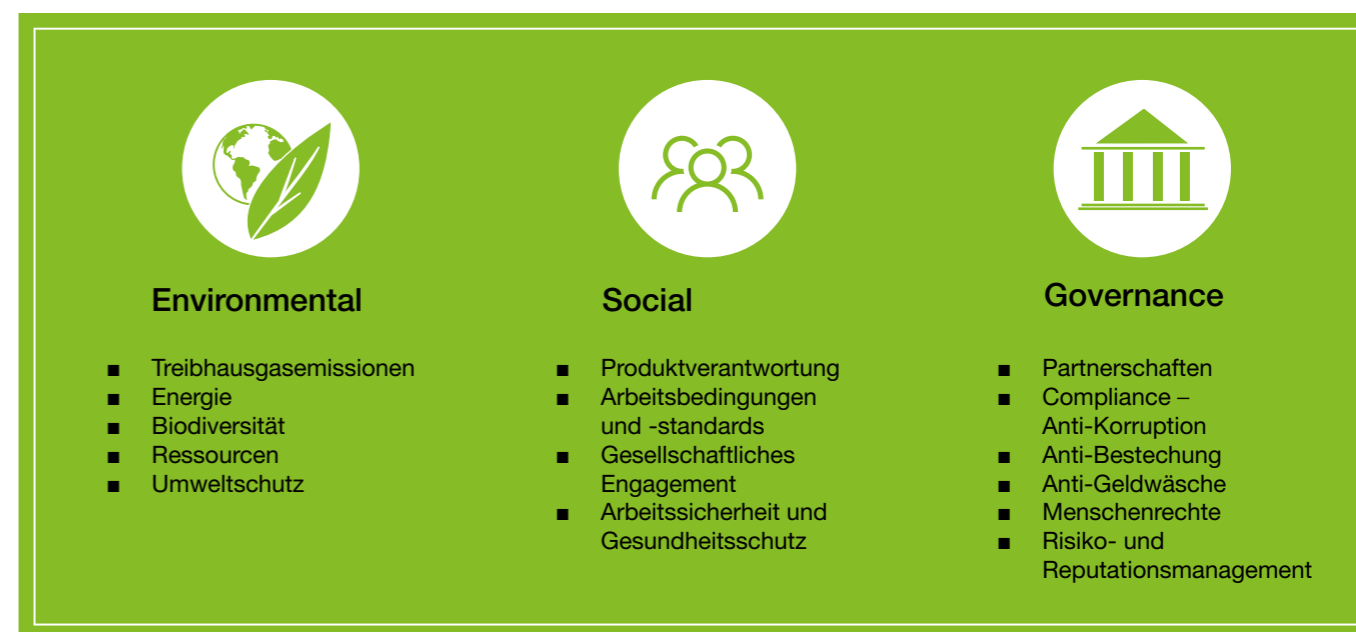 Environmental
■ Treibhausgasemissionen
■ Energie
■ Biodiversität
■ Ressourcen
■ Umweltschutz
Social
■ Produktverantwortung
■ Arbeitsbedingungen
und -standards
■ Gesellschaftliches
Engagement
■ Arbeitssicherheit und
Gesundheitsschutz
Governance
■ Partnerschaften
■ Compliance –
Anti-Korruption
■ Anti-Bestechung
■ Anti-Geldwäsche
■ Menschenrechte
■ Risiko- und
Reputationsmanagement